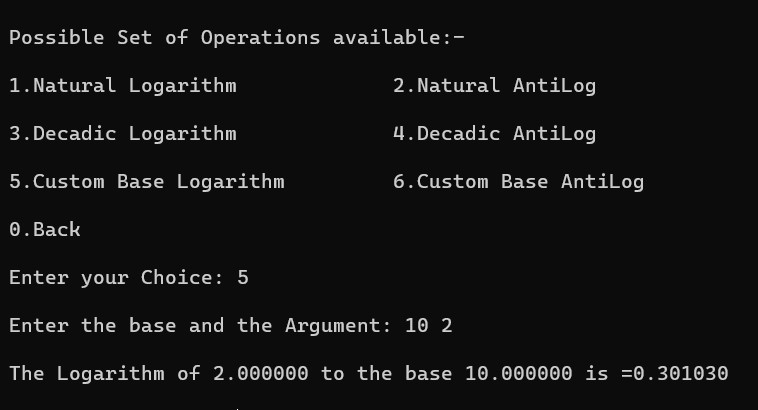 Possible Set of Operations available:-
1.Natural Logarithm 2.Natural AntiLog
3.Decadic Logarithm 4.Decadic AntiLog
5.Custom Base Logarithm 6.Custom Base AntiLog
0.Back
Enter your Choice: 5
Enter the base and the Argument: 10 2
The Logarithm of 2.000000 to the base 10.000000 is =0.301030